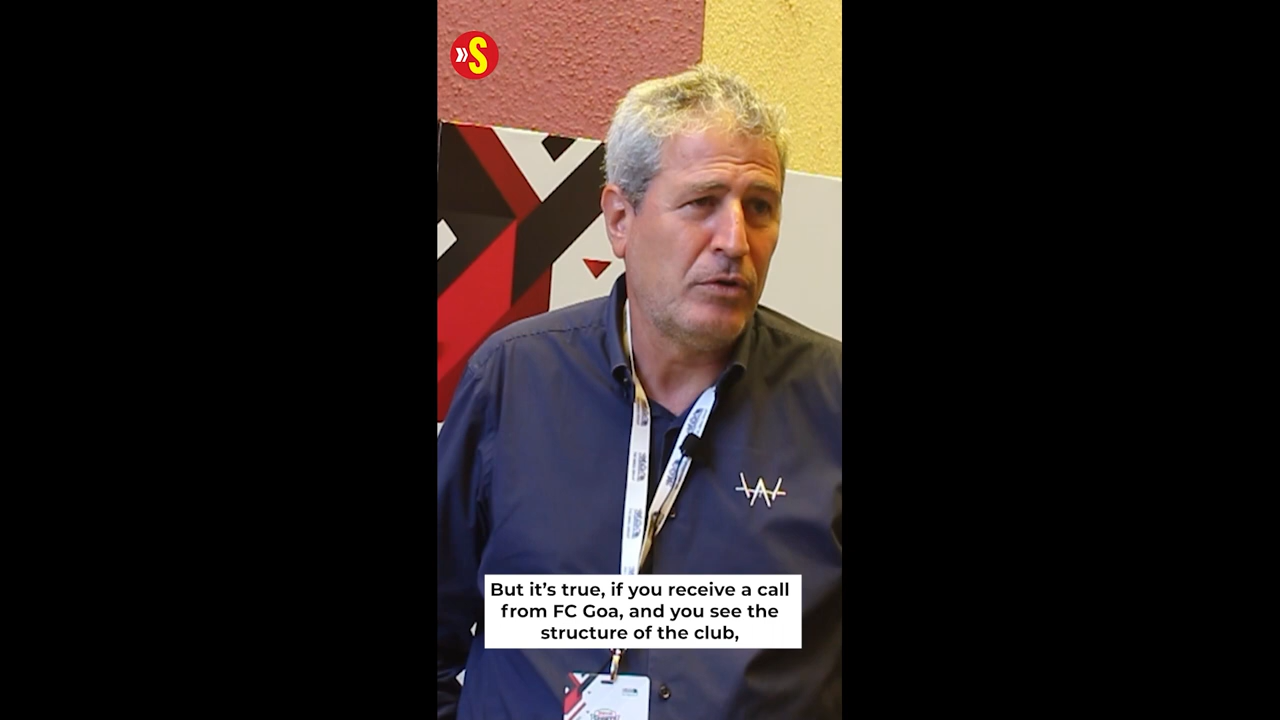 S
But it’s true, if you receive a call
from FC Goa, and you see the
structure of the club,